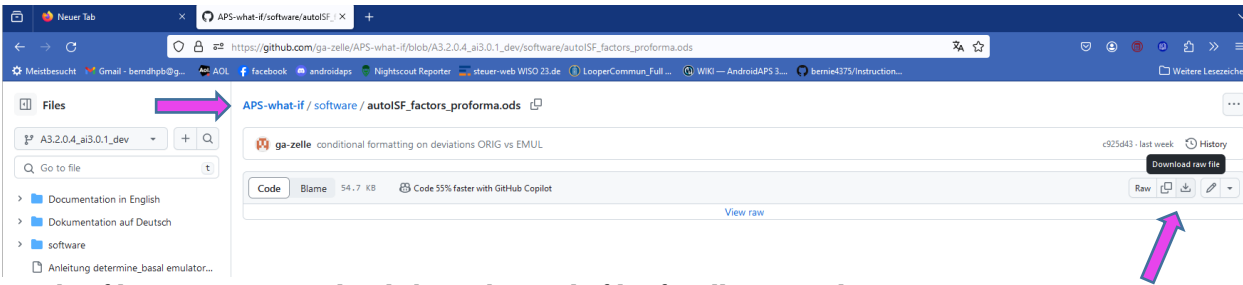 Neuer Tab
APS-what-if/software/autoISF_f
https://github.com/ga-zelle/APS-what-if/blob/A3.2.0.4_ai3.0.1_dev/software/autoISF_factors_proforma.ods
Meistbesucht
Gmail - berndhpb@g...
AOL
facebook
androidaps
Nightscout Reporter
steuer-web WISO 23.de
LooperCommun_Full ...
WIKI — AndroidAPS 3....
bernie4375/Instruction...
Weitere Lesezeiche
Files
APS-what-if / software / autoISF_factors_proforma.ods
A3.2.0.4_ai3.0.1_dev
ga-zelle conditional formatting on deviations ORIG vs EMUL
c925d43 · last week
History
Go to file
t
Download raw file
Code
Blame
54.7 KB
Code 55% faster with GitHub Copilot
Raw
View raw
Documentation in English
Dokumentation auf Deutsch
software
Anleitung determine_basal emulator...